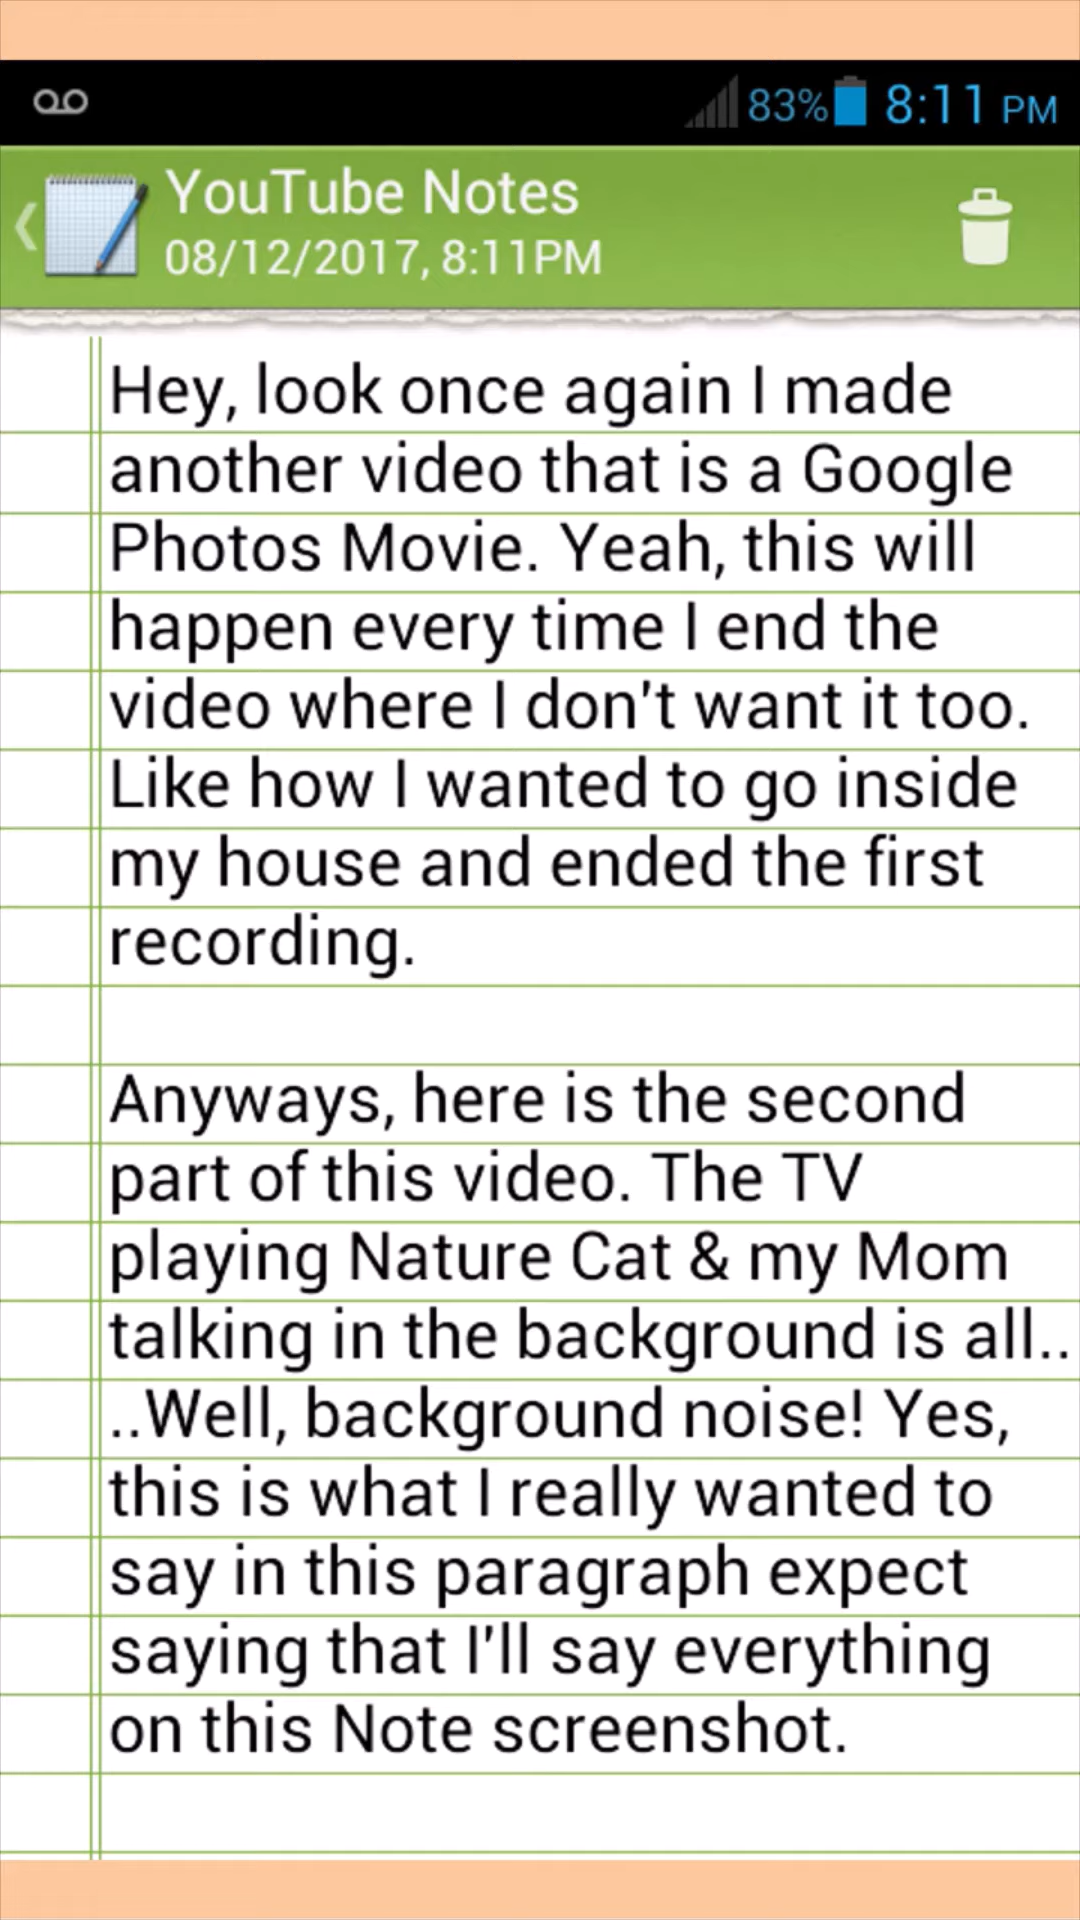 83% 8:11 PM
YouTube Notes
08/12/2017, 8:11PM
Hey, look once again I made
another video that is a Google
Photos Movie. Yeah, this will
happen every time I end the
video where I don't want it too.
Like how I wanted to go inside
my house and ended the first
recording.
Anyways, here is the second
part of this video. The TV
playing Nature Cat & my Mom
talking in the background is all..
..Well, background noise! Yes,
this is what I really wanted to
say in this paragraph expect
saying that I'll say everything
on this Note screenshot.